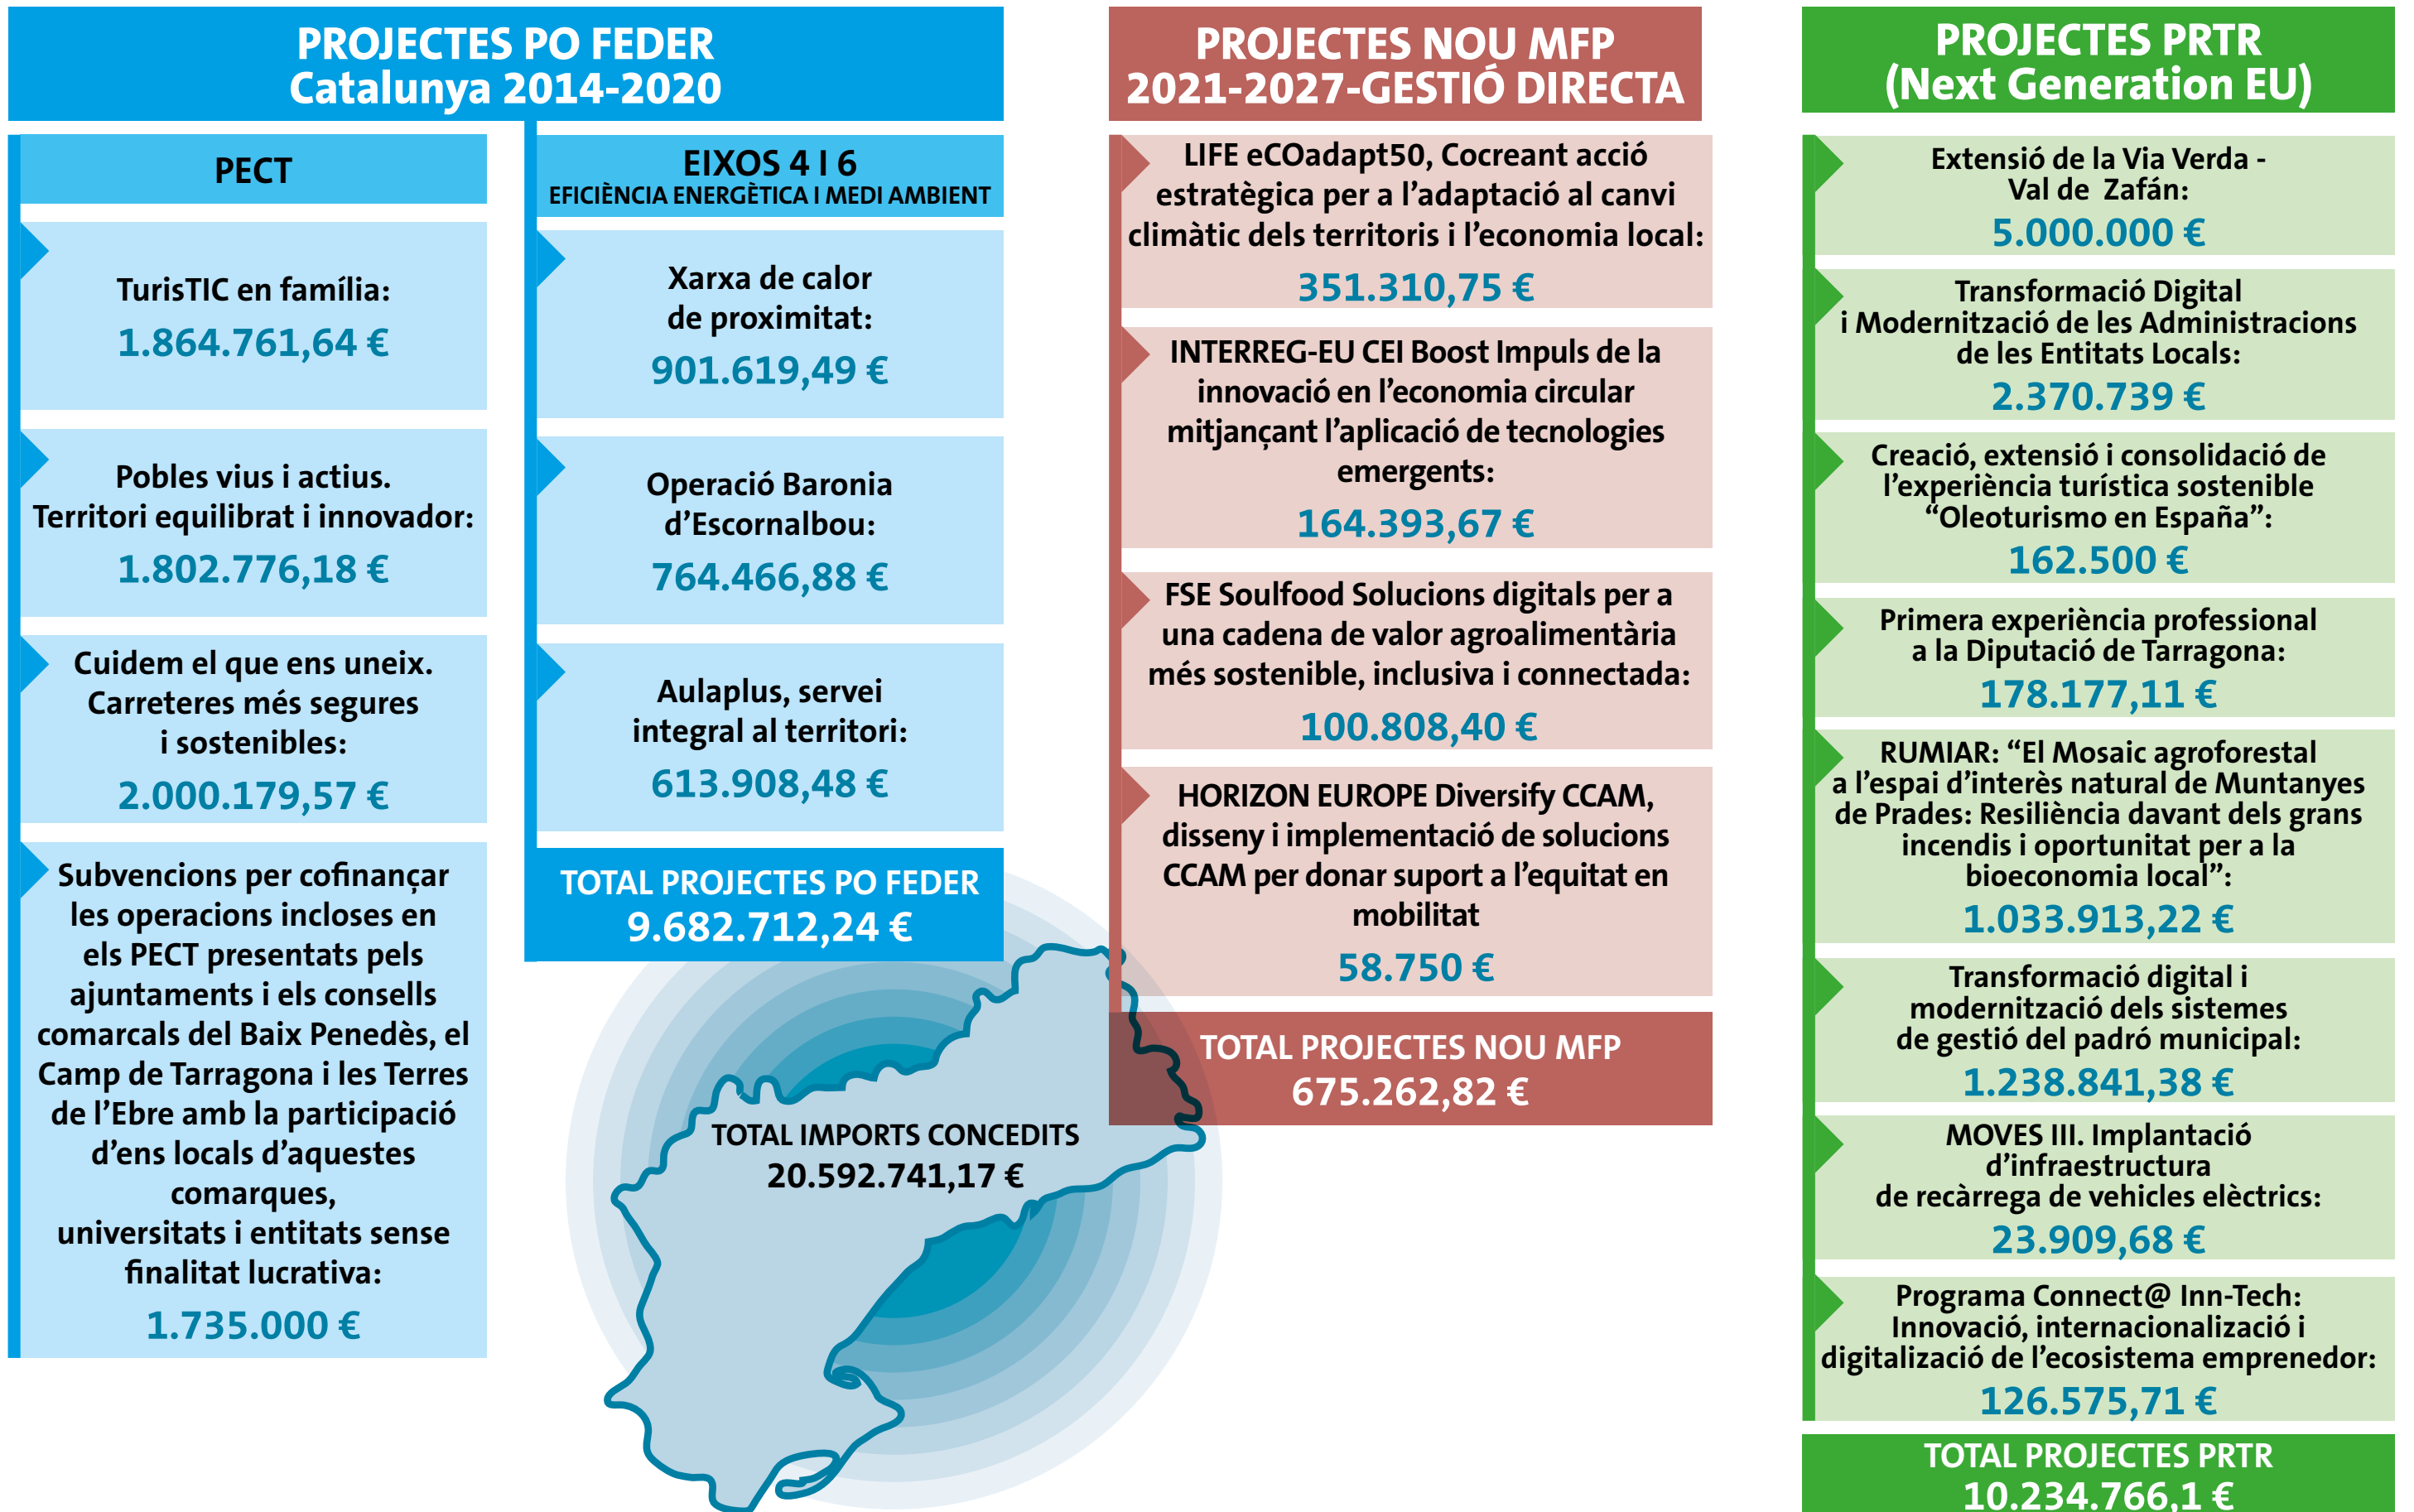 PROJECTES PO FEDER
Catalunya 2014-2020
PECT
TurisTIC en família:
1.864.761,64 €
Pobles vius i actius.
Territori equilibrat i innovador:
1.802.776,18 €
Cuidem el que ens uneix.
Carreteres més segures
i sostenibles:
2.000.179,57 €
Subvencions per cofinançar
les operacions incloses en
els PECT presentats pels
ajuntaments i els consells
comarcals del Baix Penedès, el
Camp de Tarragona i les Terres
de l’Ebre amb la participació
d’ens locals d’aquestes
comarques,
universitats i entitats sense
finalitat lucrativa:
1.735.000 €
EIXOS 4 I 6
EFICIÈNCIA ENERGÈTICA I MEDI AMBIENT
Xarxa de calor
de proximitat:
901.619,49 €
Operació Baronia
d’Escornalbou:
764.466,88 €
Aulaplus, servei
integral al territori:
613.908,48 €
TOTAL PROJECTES PO FEDER
9.682.712,24 €
TOTAL IMPORTS CONCEDITS
20.592.741,17 €
PROJECTES NOU MFP
2021-2027-GESTIÓ DIRECTA
LIFE eCOadapt50, Cocreant acció
estratègica per a l’adaptació al canvi
climàtic dels territoris i l’economia local:
351.310,75 €
INTERREG-EU CEI Boost Impuls de la
innovació en l’economia circular
mitjançant l’aplicació de tecnologies
emergents:
164.393,67 €
FSE Soulfood Solucions digitals per a
una cadena de valor agroalimentària
més sostenible, inclusiva i connectada:
100.808,40 €
HORIZON EUROPE Diversify CCAM,
disseny i implementació de solucions
CCAM per donar suport a l’equitat en
mobilitat
58.750 €
TOTAL PROJECTES NOU MFP
675.262,82 €
PROJECTES PRTR
(Next Generation EU)
Extensió de la Via Verda -
Val de Zafán:
5.000.000 €
Transformació Digital
i Modernització de les Administracions
de les Entitats Locals:
2.370.739 €
Creació, extensió i consolidació de
l’experiència turística sostenible
“Oleoturismo en España”:
162.500 €
Primera experiència professional
a la Diputació de Tarragona:
178.177,11 €
RUMIAR: “El Mosaic agroforestal
a l’espai d’interès natural de Muntanyes
de Prades: Resiliència davant dels grans
incendis i oportunitat per a la
bioeconomia local”:
1.033.913,22 €
Transformació digital i
modernització dels sistemes
de gestió del padró municipal:
1.238.841,38 €
MOVES III. Implantació
d’infraestructura
de recàrrega de vehicles elèctrics:
23.909,68 €
Programa Connect@ Inn-Tech:
Innovació, internacionalizació i
digitalizació de l’ecosistema emprenedor:
126.575,71 €
TOTAL PROJECTES PRTR
10.234.766,1 €